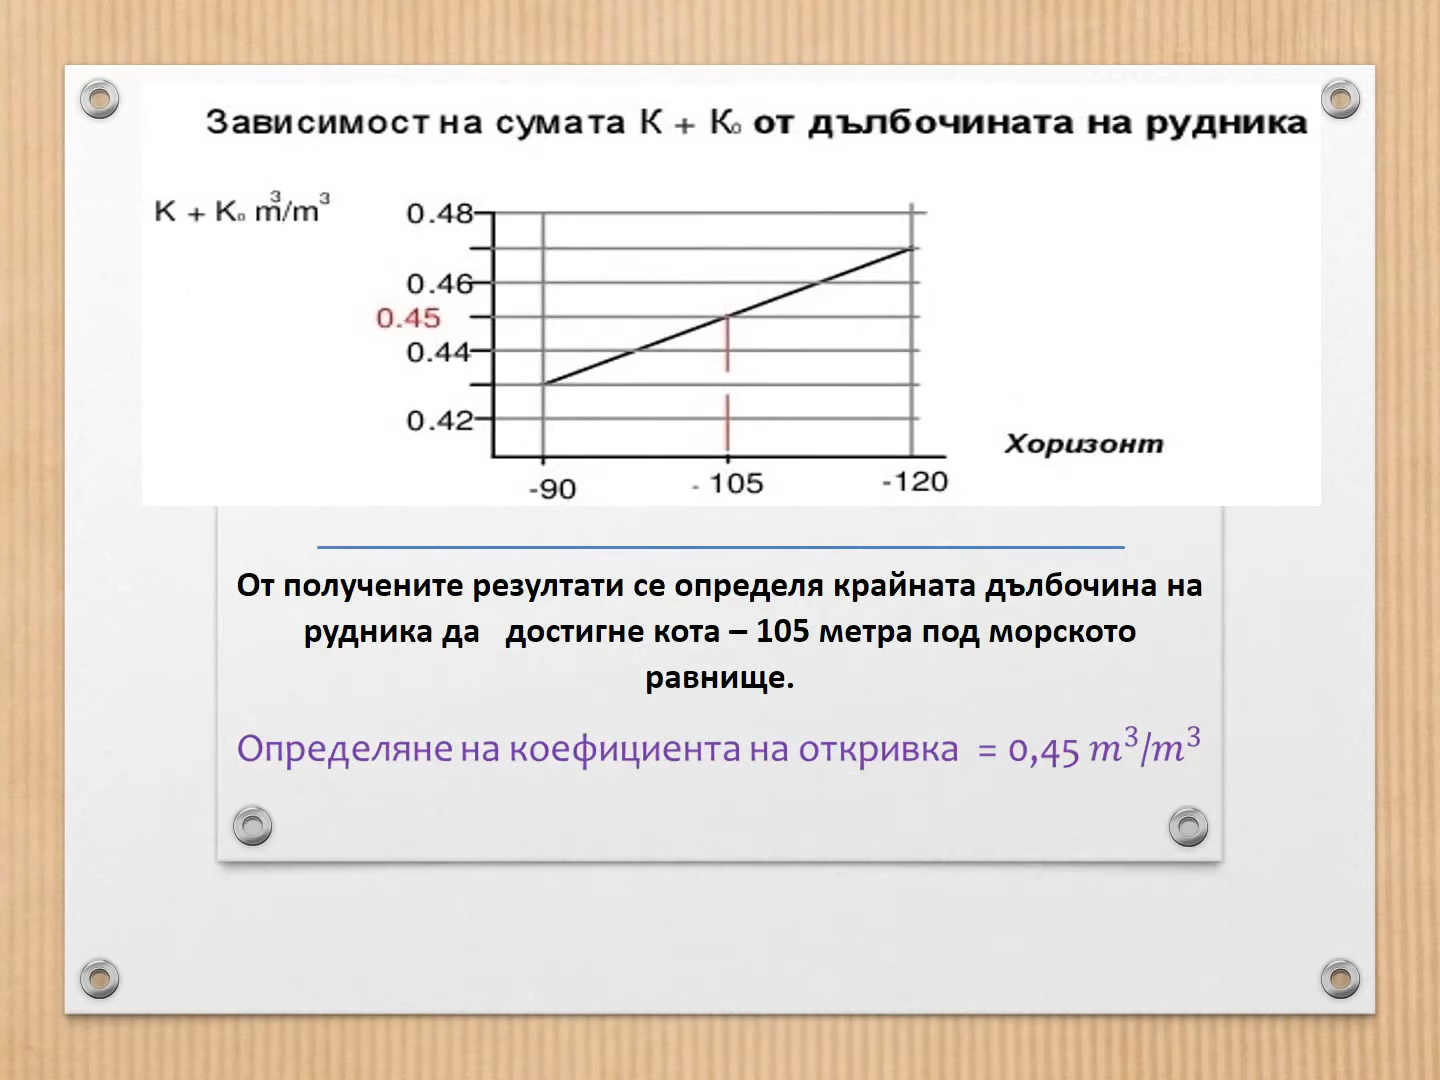 Зависимост на сумата К + К₀ от дълбочината на рудника
K + K₀ m³/m³
0.48
0.46
0.45
0.44
0.42
Хоризонт
-90
- 105
-120
От получените резултати се определя крайната дълбочина на
рудника да достигне кота – 105 метра под морското
равнище.
Определяне на коефициента на откривка = 0,45 m³/m³